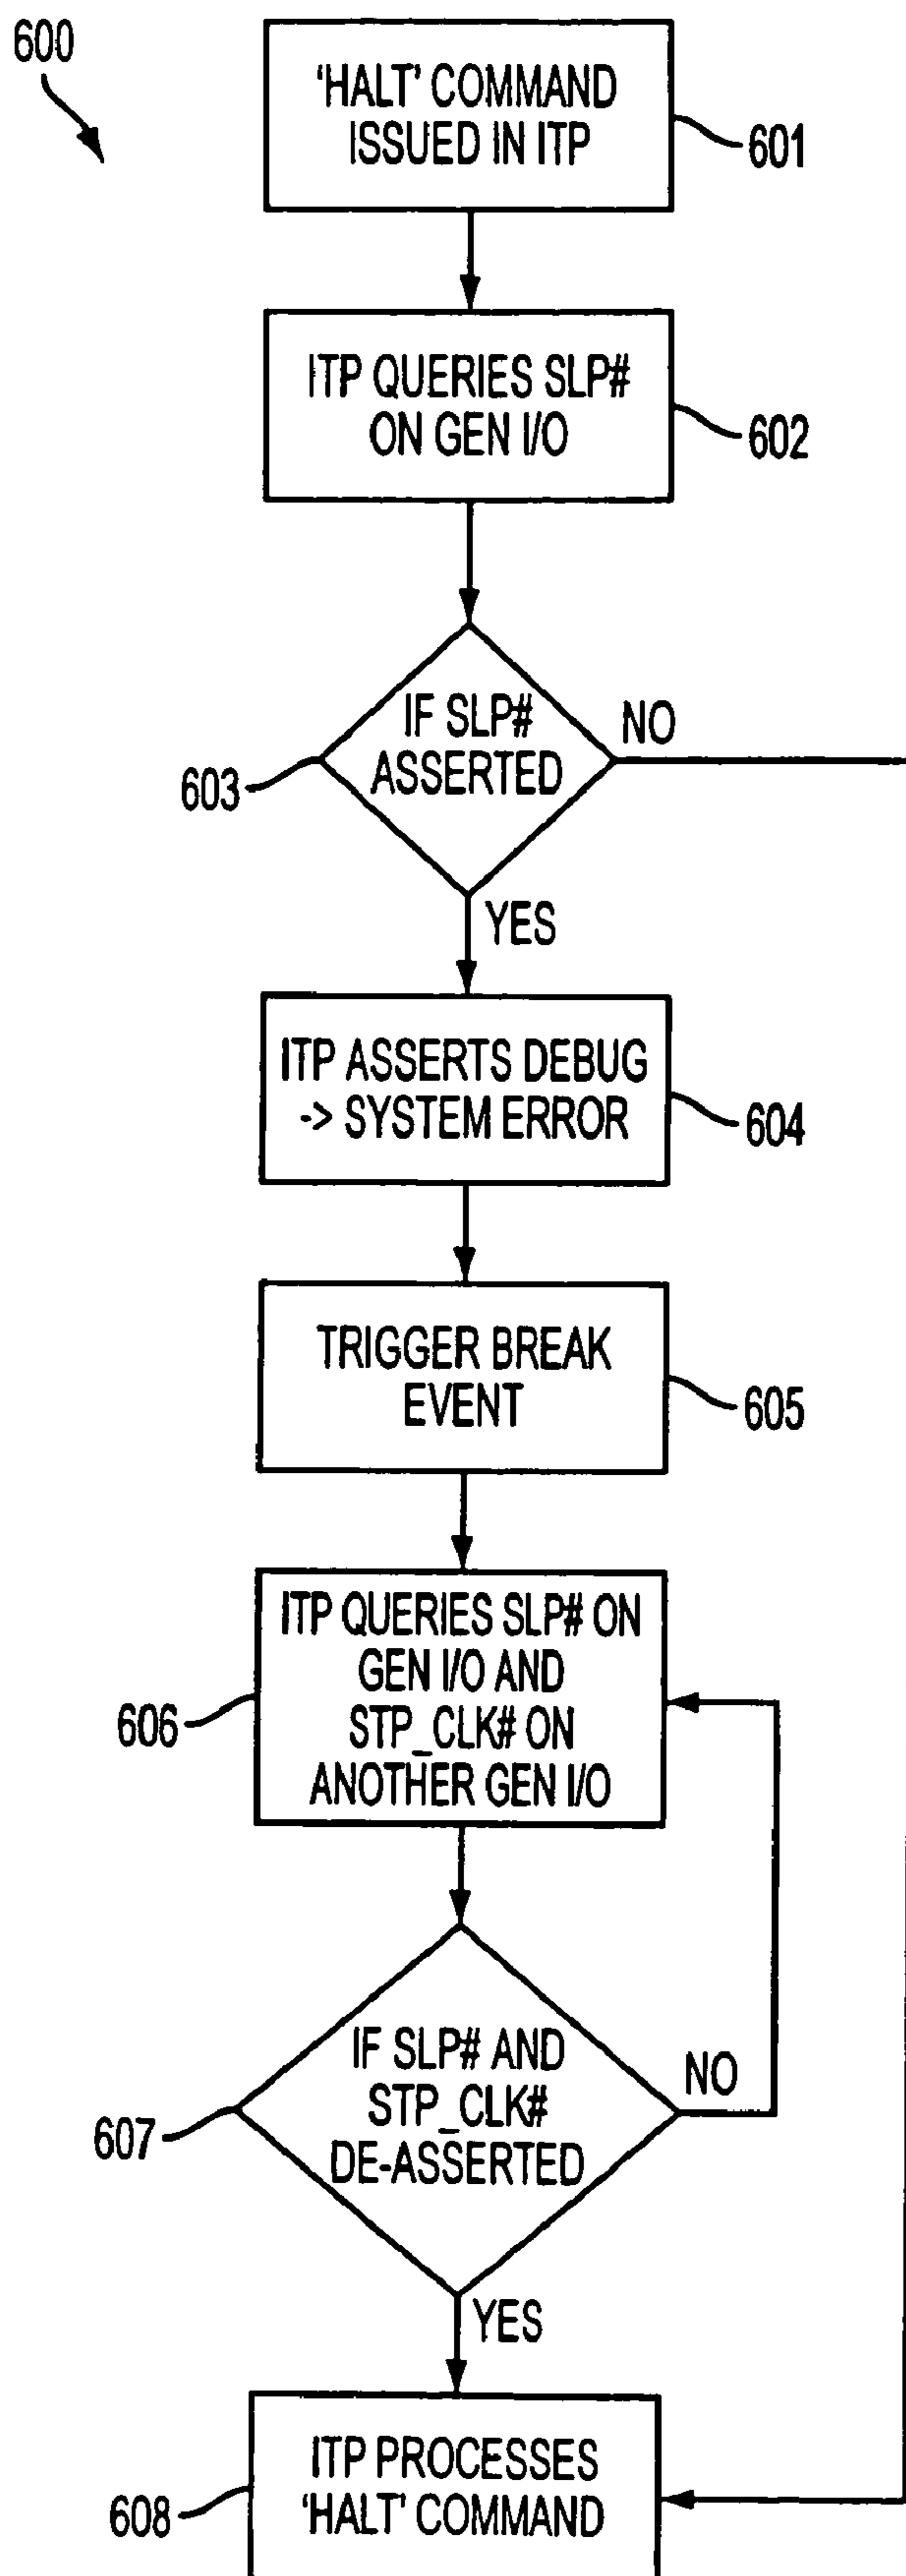 600
'HALT' COMMAND
ISSUED IN ITP
601
ITP QUERIES SLP#
ON GEN I/O
602
IF SLP#
ASSERTED
NO
603
YES
ITP ASSERTS DEBUG
-> SYSTEM ERROR
604
TRIGGER BREAK
EVENT
605
ITP QUERIES SLP# ON
GEN I/O AND
STP_CLK# ON
ANOTHER GEN I/O
606
IF SLP# AND
STP_CLK#
DE-ASSERTED
NO
607
YES
ITP PROCESSES
'HALT' COMMAND
608